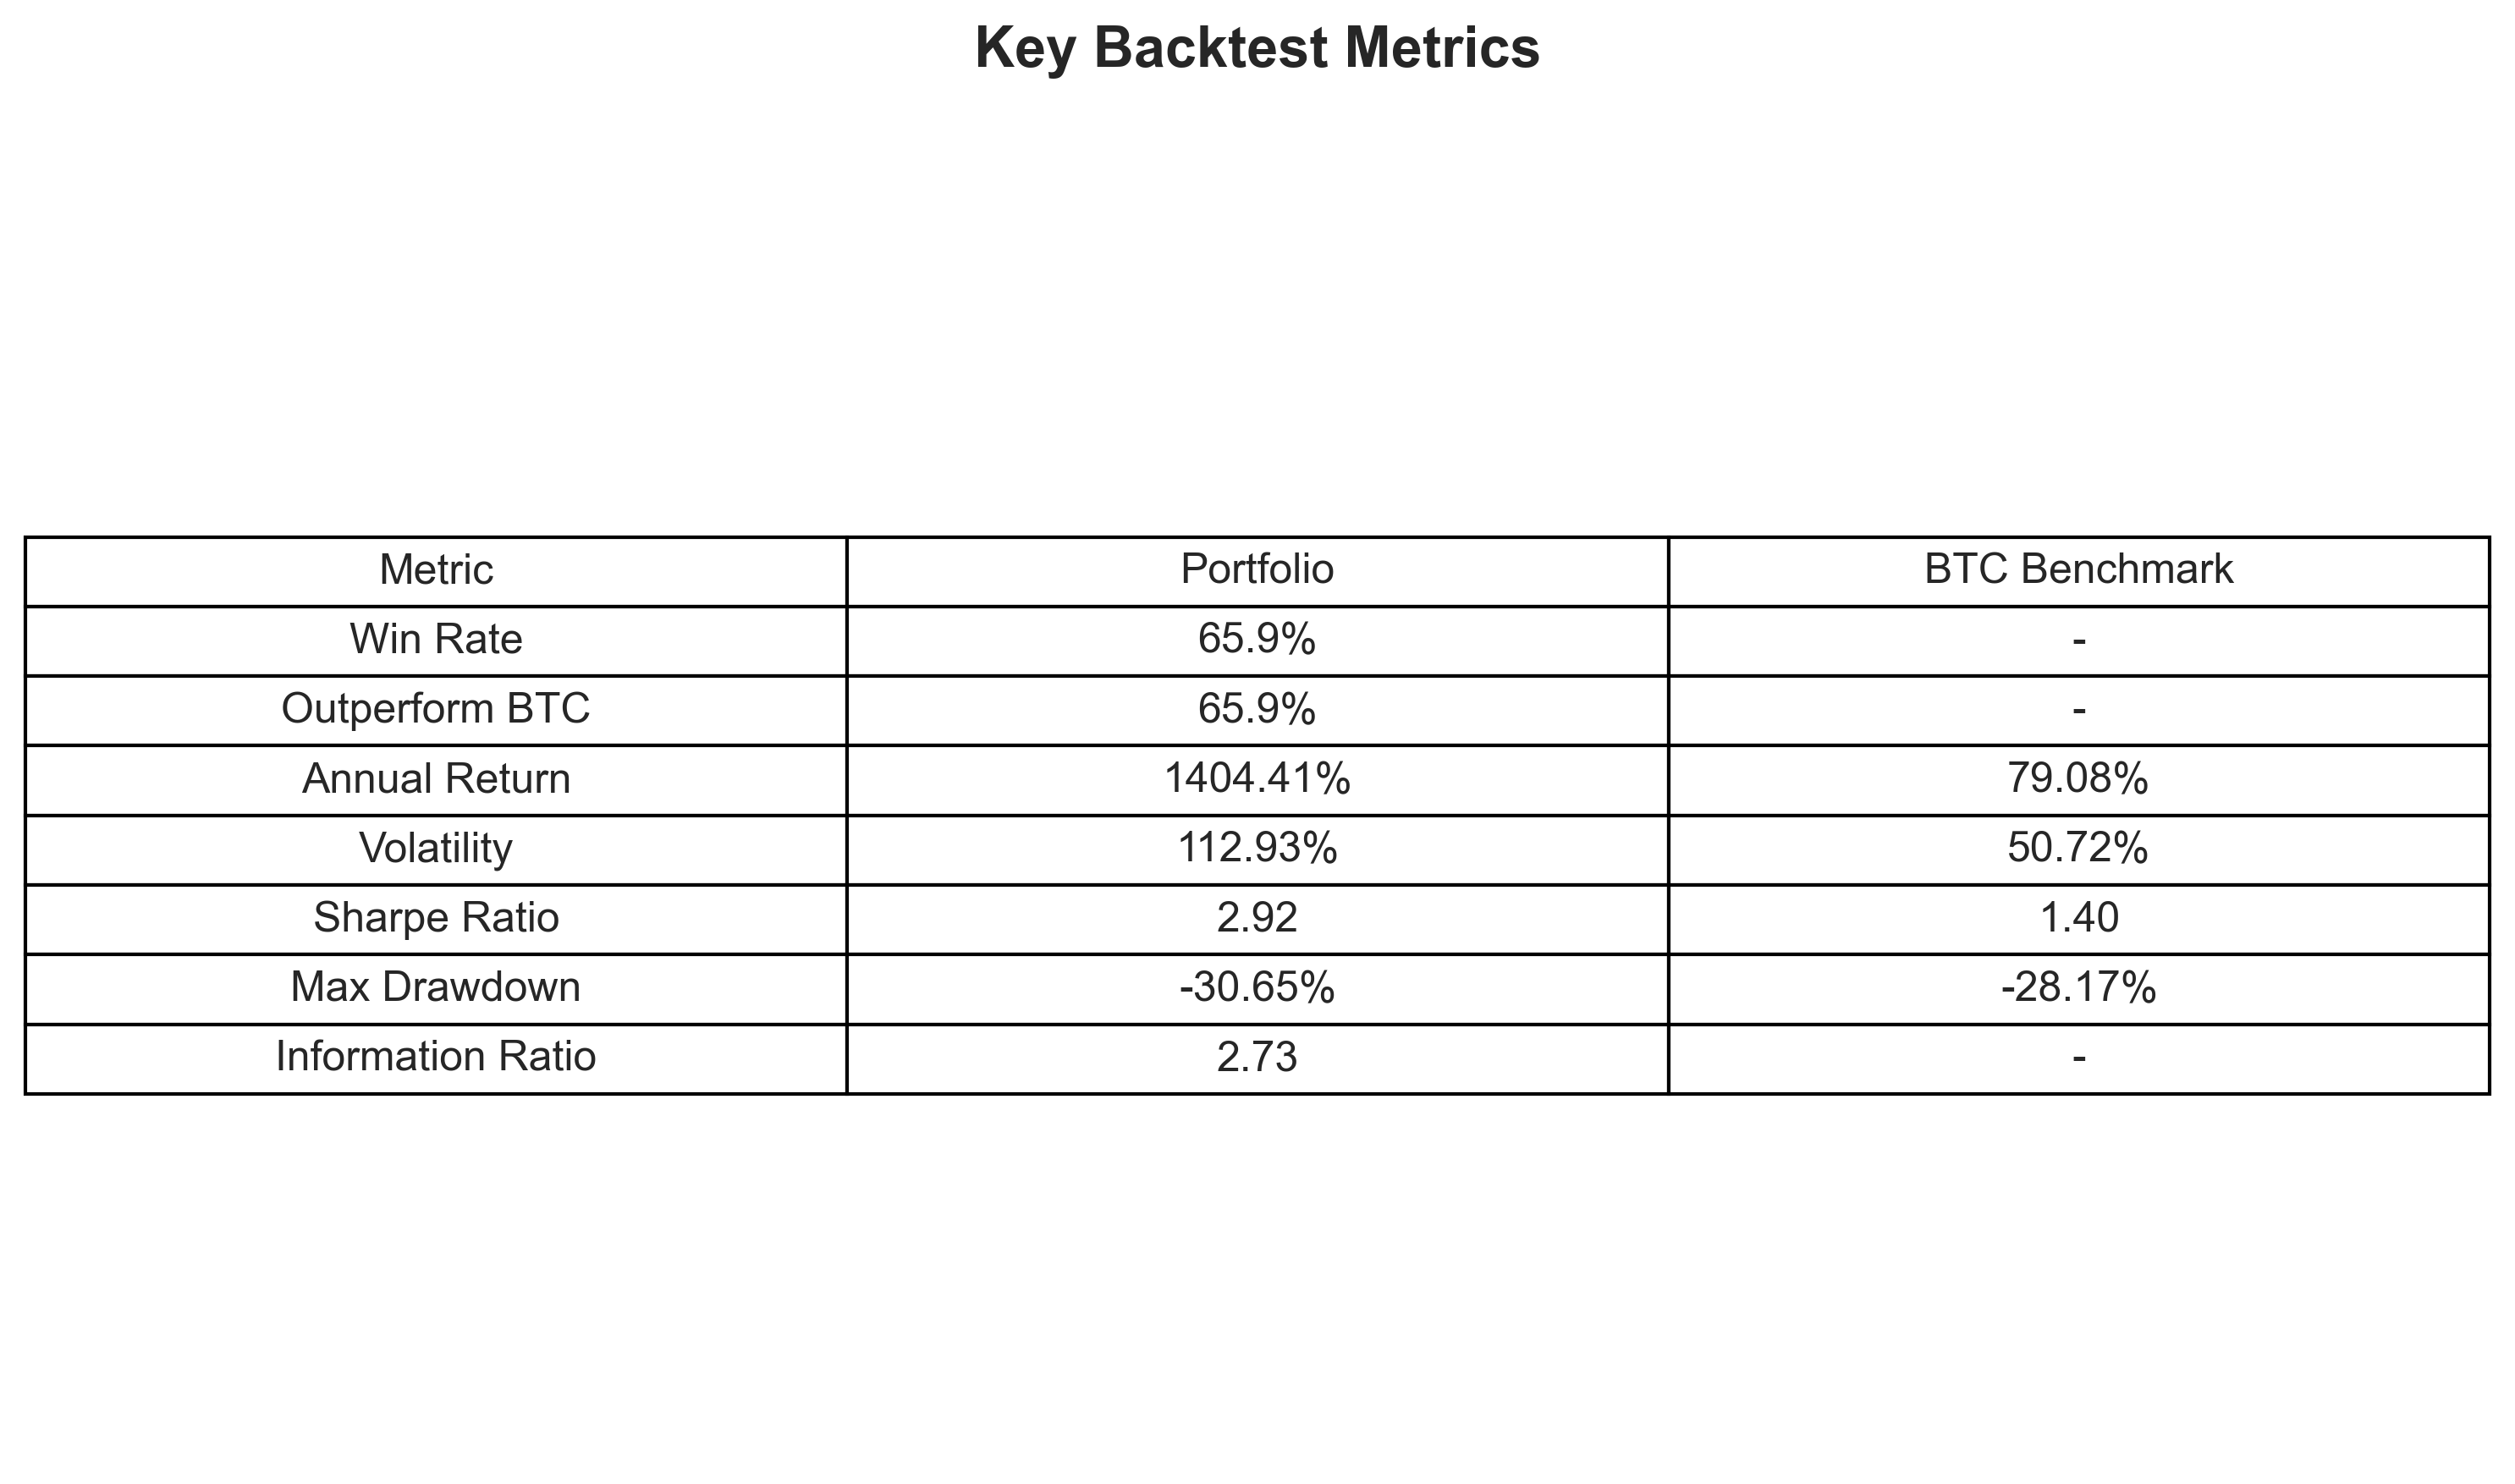 Key Backtest Metrics
Metric Portfolio BTC Benchmark
Win Rate 65.9% -
Outperform BTC 65.9% -
Annual Return 1404.41% 79.08%
Volatility 112.93% 50.72%
Sharpe Ratio 2.92 1.40
Max Drawdown -30.65% -28.17%
Information Ratio 2.73 -